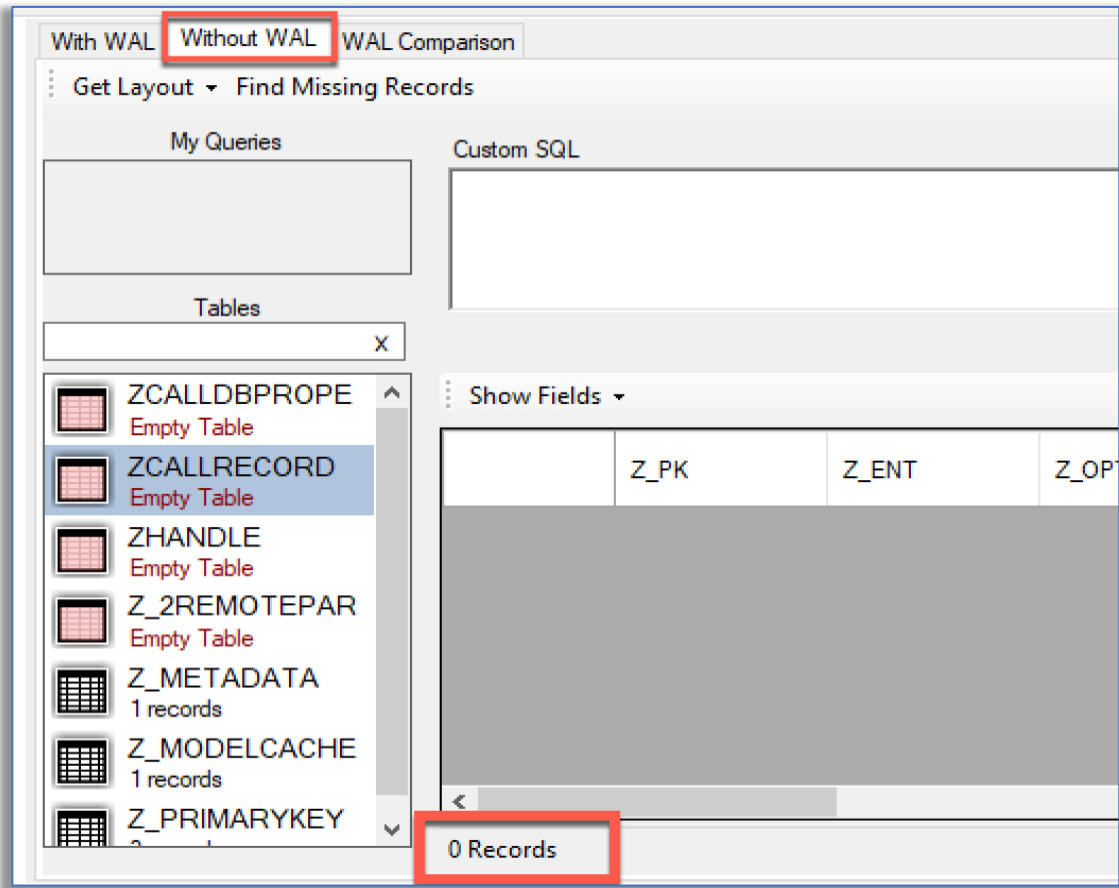 With WAL Without WAL WAL Comparison
Get Layout Find Missing Records
My Queries
Custom SQL
Tables
x
ZCALLDBPROPE
Empty Table
ZCALLRECORD
Empty Table
ZHANDLE
Empty Table
Z_2REMOTEPAR
Empty Table
Z_METADATA
1 records
Z_MODELCACHE
1 records
Z_PRIMARYKEY
Show Fields
Z_PK Z_ENT Z_OPT
0 Records